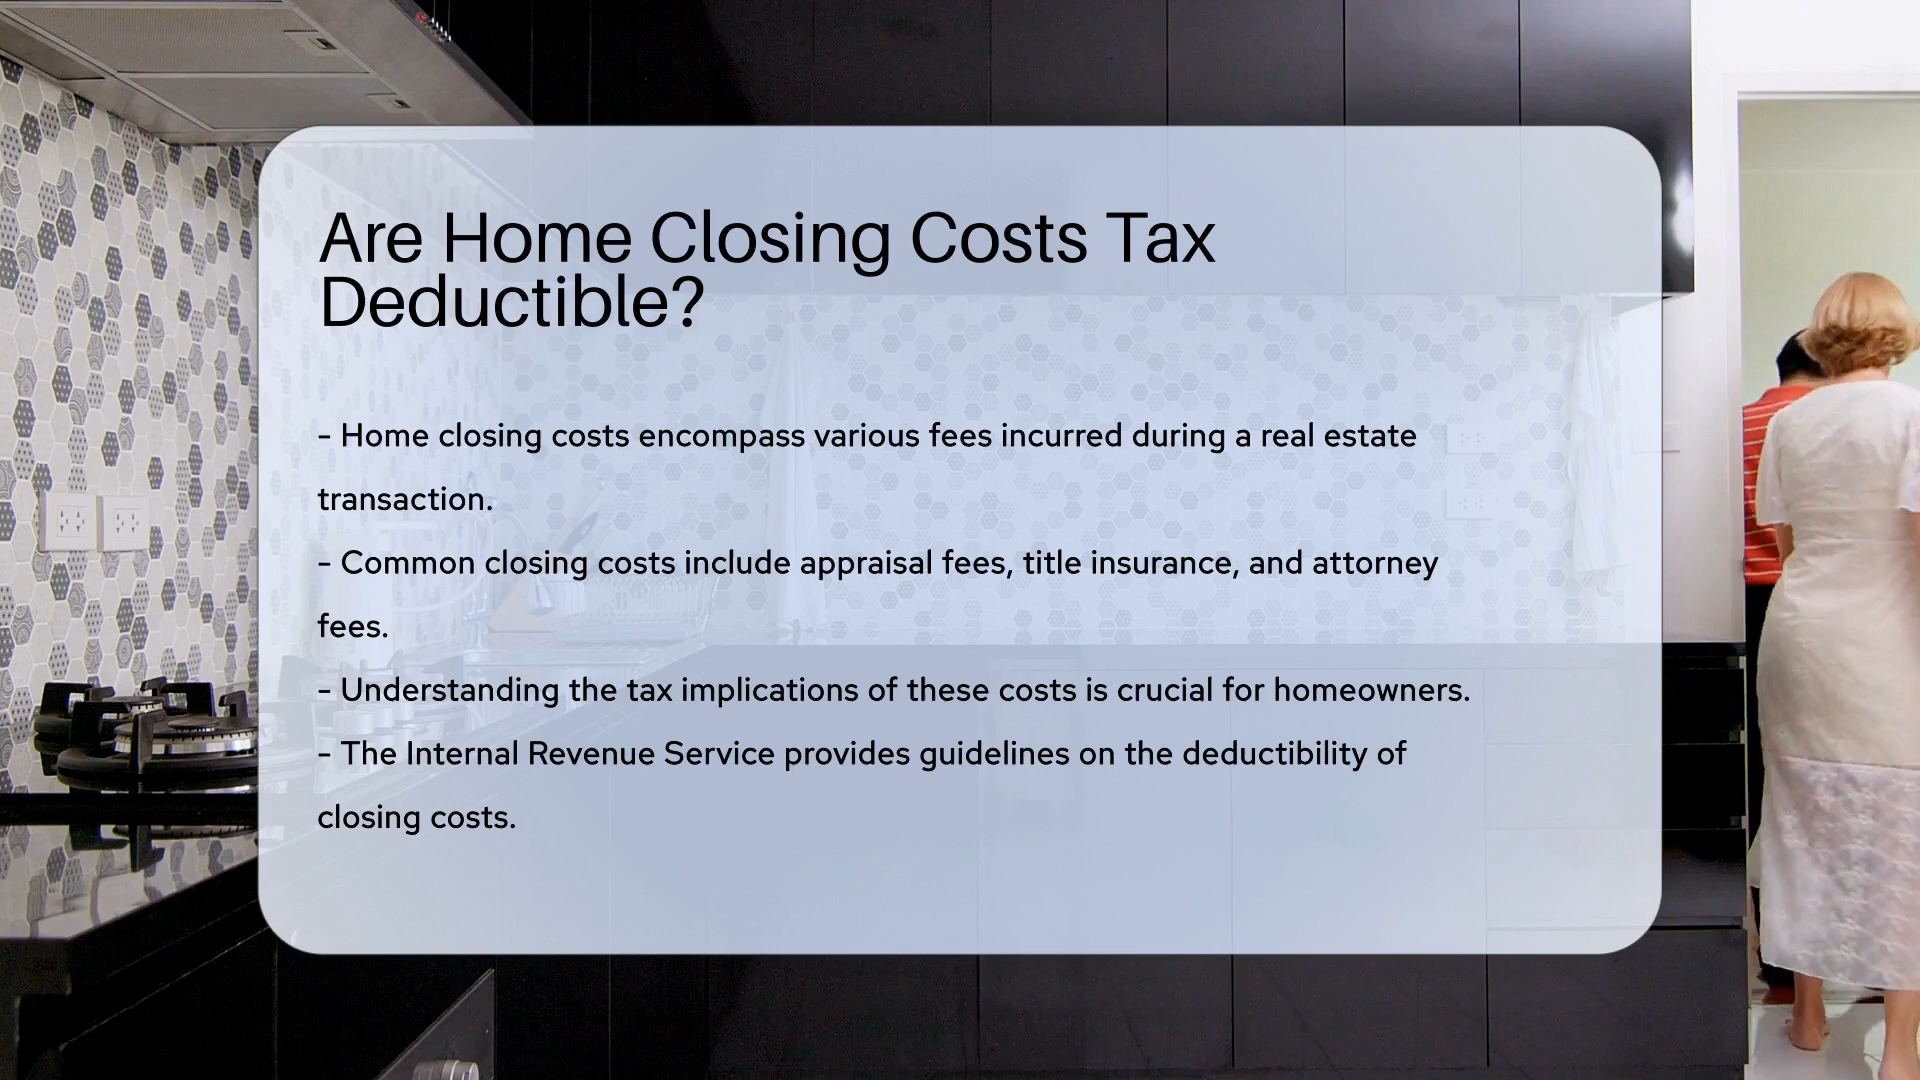 Are Home Closing Costs Tax
Deductible?
- Home closing costs encompass various fees incurred during a real estate
transaction.
- Common closing costs include appraisal fees, title insurance, and attorney
fees.
- Understanding the tax implications of these costs is crucial for homeowners.
- The Internal Revenue Service provides guidelines on the deductibility of
closing costs.